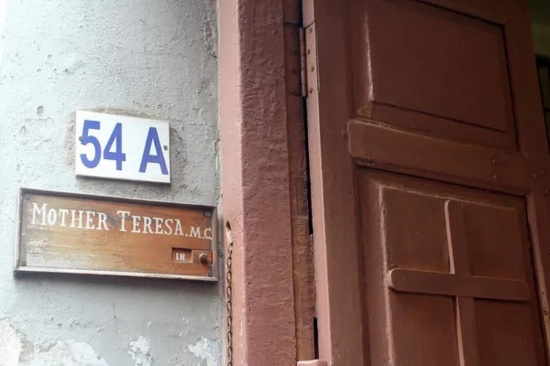 54 A
MOTHER TERESA, M.C
IN